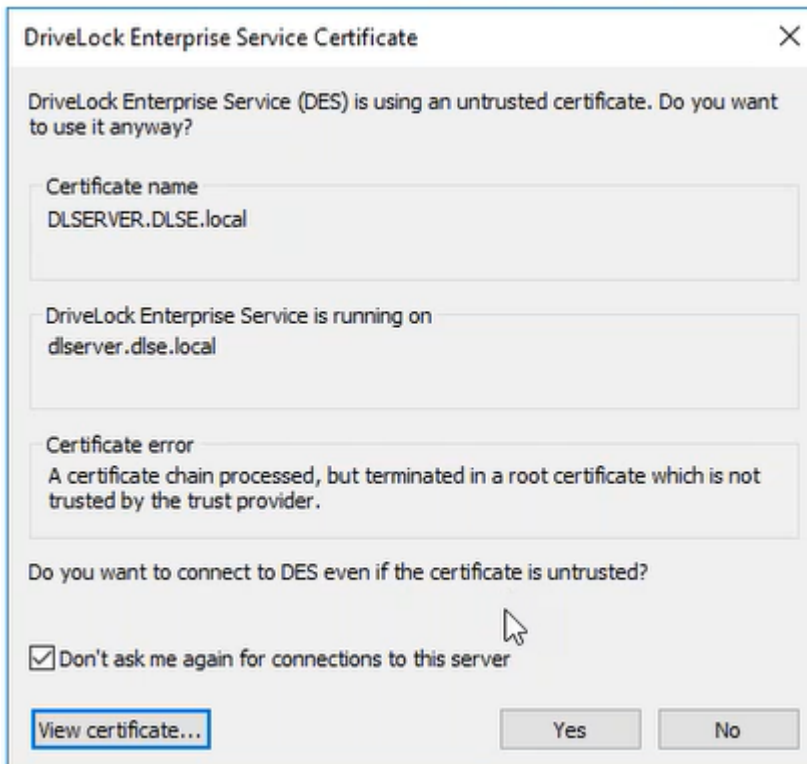 DriveLock Enterprise Service Certificate
DriveLock Enterprise Service (DES) is using an untrusted certificate. Do you want
to use it anyway?
Certificate name
DLSERVER.DLSE.local
DriveLock Enterprise Service is running on
dlserver.dlse.local
Certificate error
A certificate chain processed, but terminated in a root certificate which is not
trusted by the trust provider.
Do you want to connect to DES even if the certificate is untrusted?
Don't ask me again for connections to this server
View certificate...
Yes
No